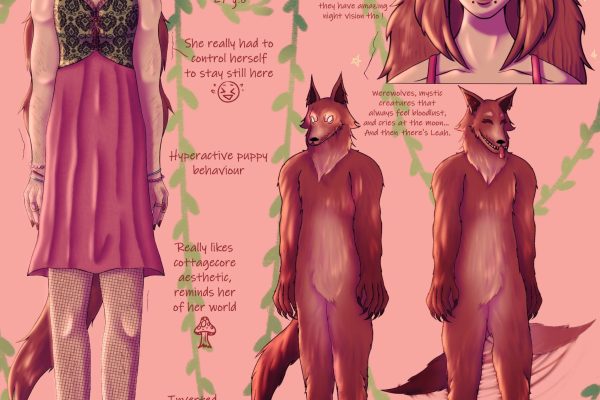 they have amazing
night vision tho !
She really had to
control herself
to stay still here
Werewolves, mystic
creatures that
always feel bloodlust,
and cries at the moon...
And then there's Leah.
Hyperactive puppy
behaviour
Really likes
cottagecore
aesthetic,
reminds her
of her world